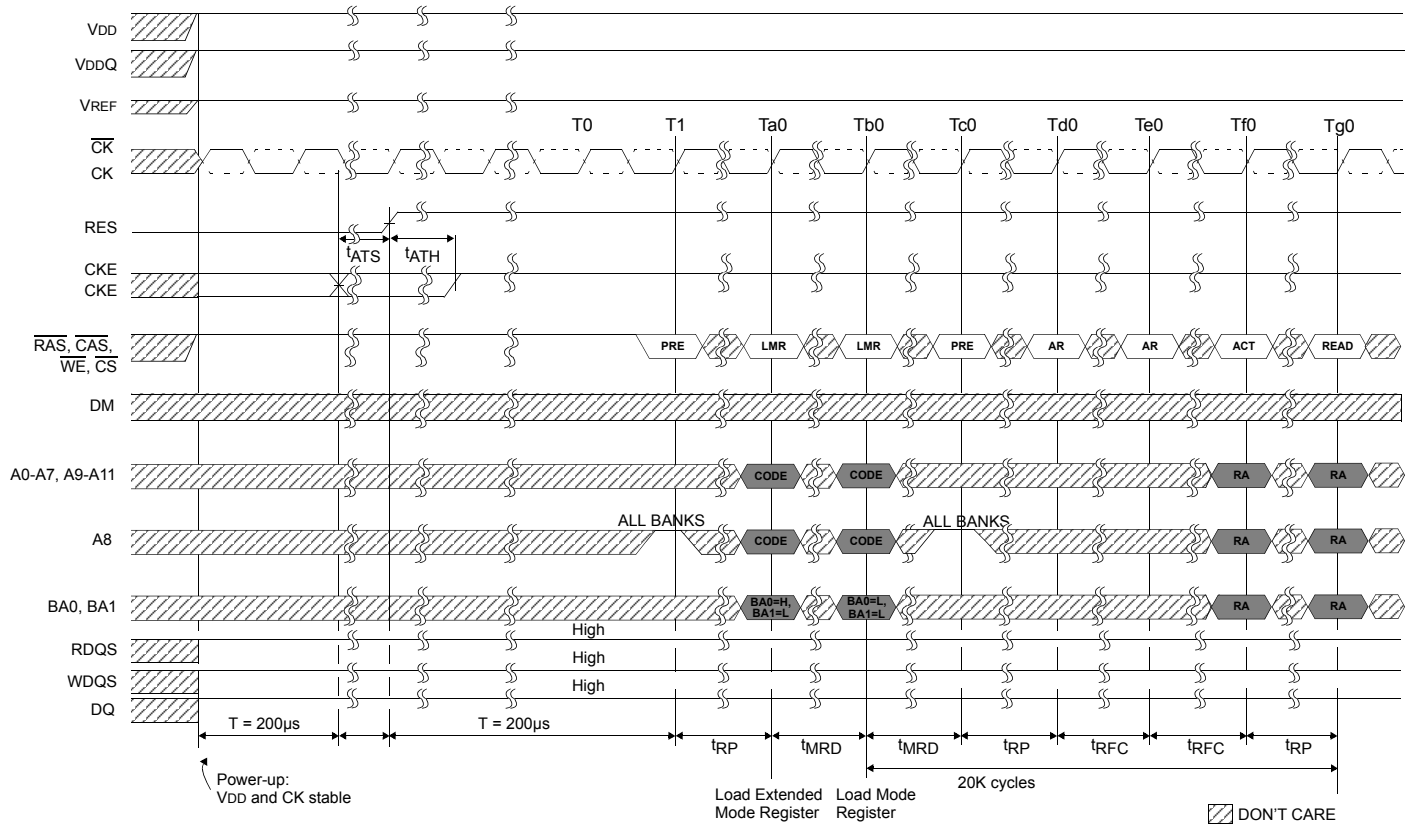 VDD
VDDQ
VREF
T0 T1 Ta0 Tb0 Tc0 Td0 Te0 Tf0 Tg0
CK
CK
RES
tATS tATH
CKE
CKE
RAS, CAS,
WE, CS
PRE LMR LMR PRE AR AR ACT READ
DM
A0-A7, A9-A11 CODE CODE RA RA
ALL BANKS ALL BANKS
A8 CODE CODE RA RA
BA0, BA1 BA0=H, BA1=L BA0=L, BA1=L RA RA
High
RDQS
High
WDQS
High
DQ
T = 200µs T = 200µs tRP tMRD tMRD tRP tRFC tRFC tRP
Power-up:
VDD and CK stable
20K cycles
Load Extended
Mode Register
Load Mode
Register
DON'T CARE